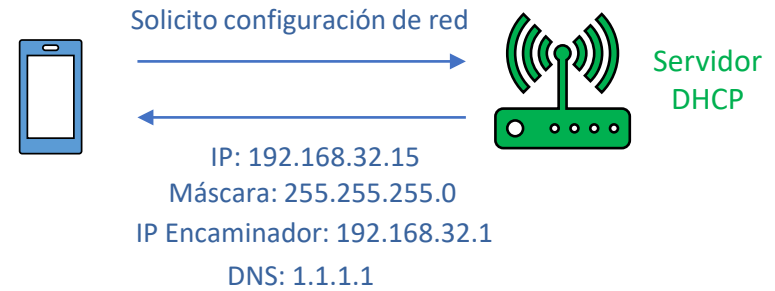 Solicito configuración de red
Servidor
DHCP
IP: 192.168.32.15
Máscara: 255.255.255.0
IP Encaminador: 192.168.32.1
DNS: 1.1.1.1